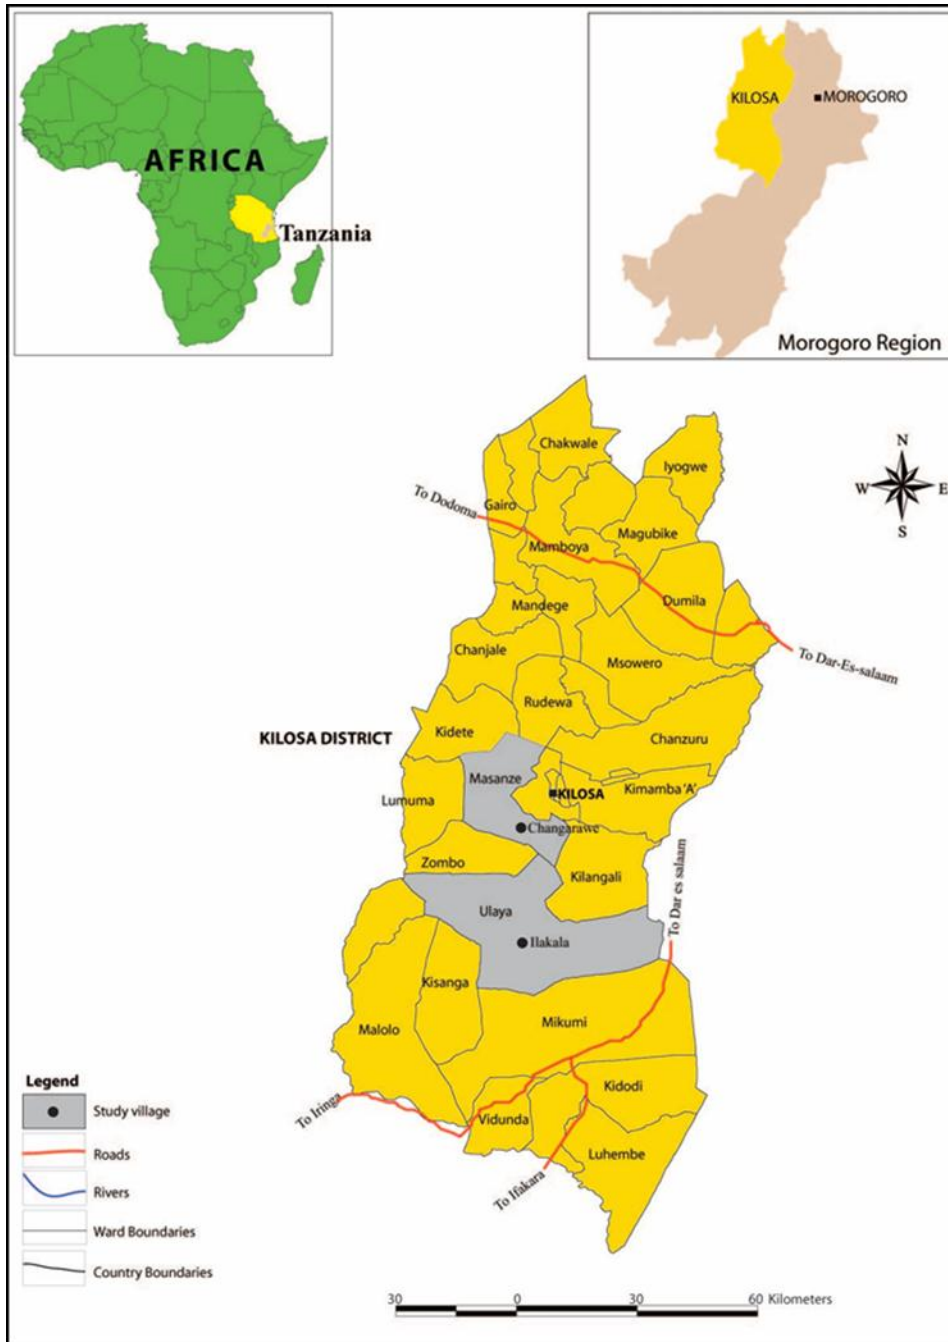 AFRICA
Tanzania
KILOSA
MOROGORO
Morogoro Region
Chakwale
Iyogwe
N
W E
S
To Dodoma
Gairo
Magubike
Mamboya
Dumila
Mandege
Chanjale
Msowero
To Dar-Es-salaam
Rudewa
Kidete
Chanzuru
KILOSA DISTRICT
Masanze
Lumuma
KILOSA
Kimamba 'A'
Changarawe
Zombo
Kilangali
To Dar es salaam
Ulaya
Ilakala
Kisanga
Mikumi
Malolo
Kidodi
To Iringa
Vidunda
Luhembe
To Ifakara
Legend
Study village
Roads
Rivers
Ward Boundaries
Country Boundaries
30 0 30 60 Kilometers